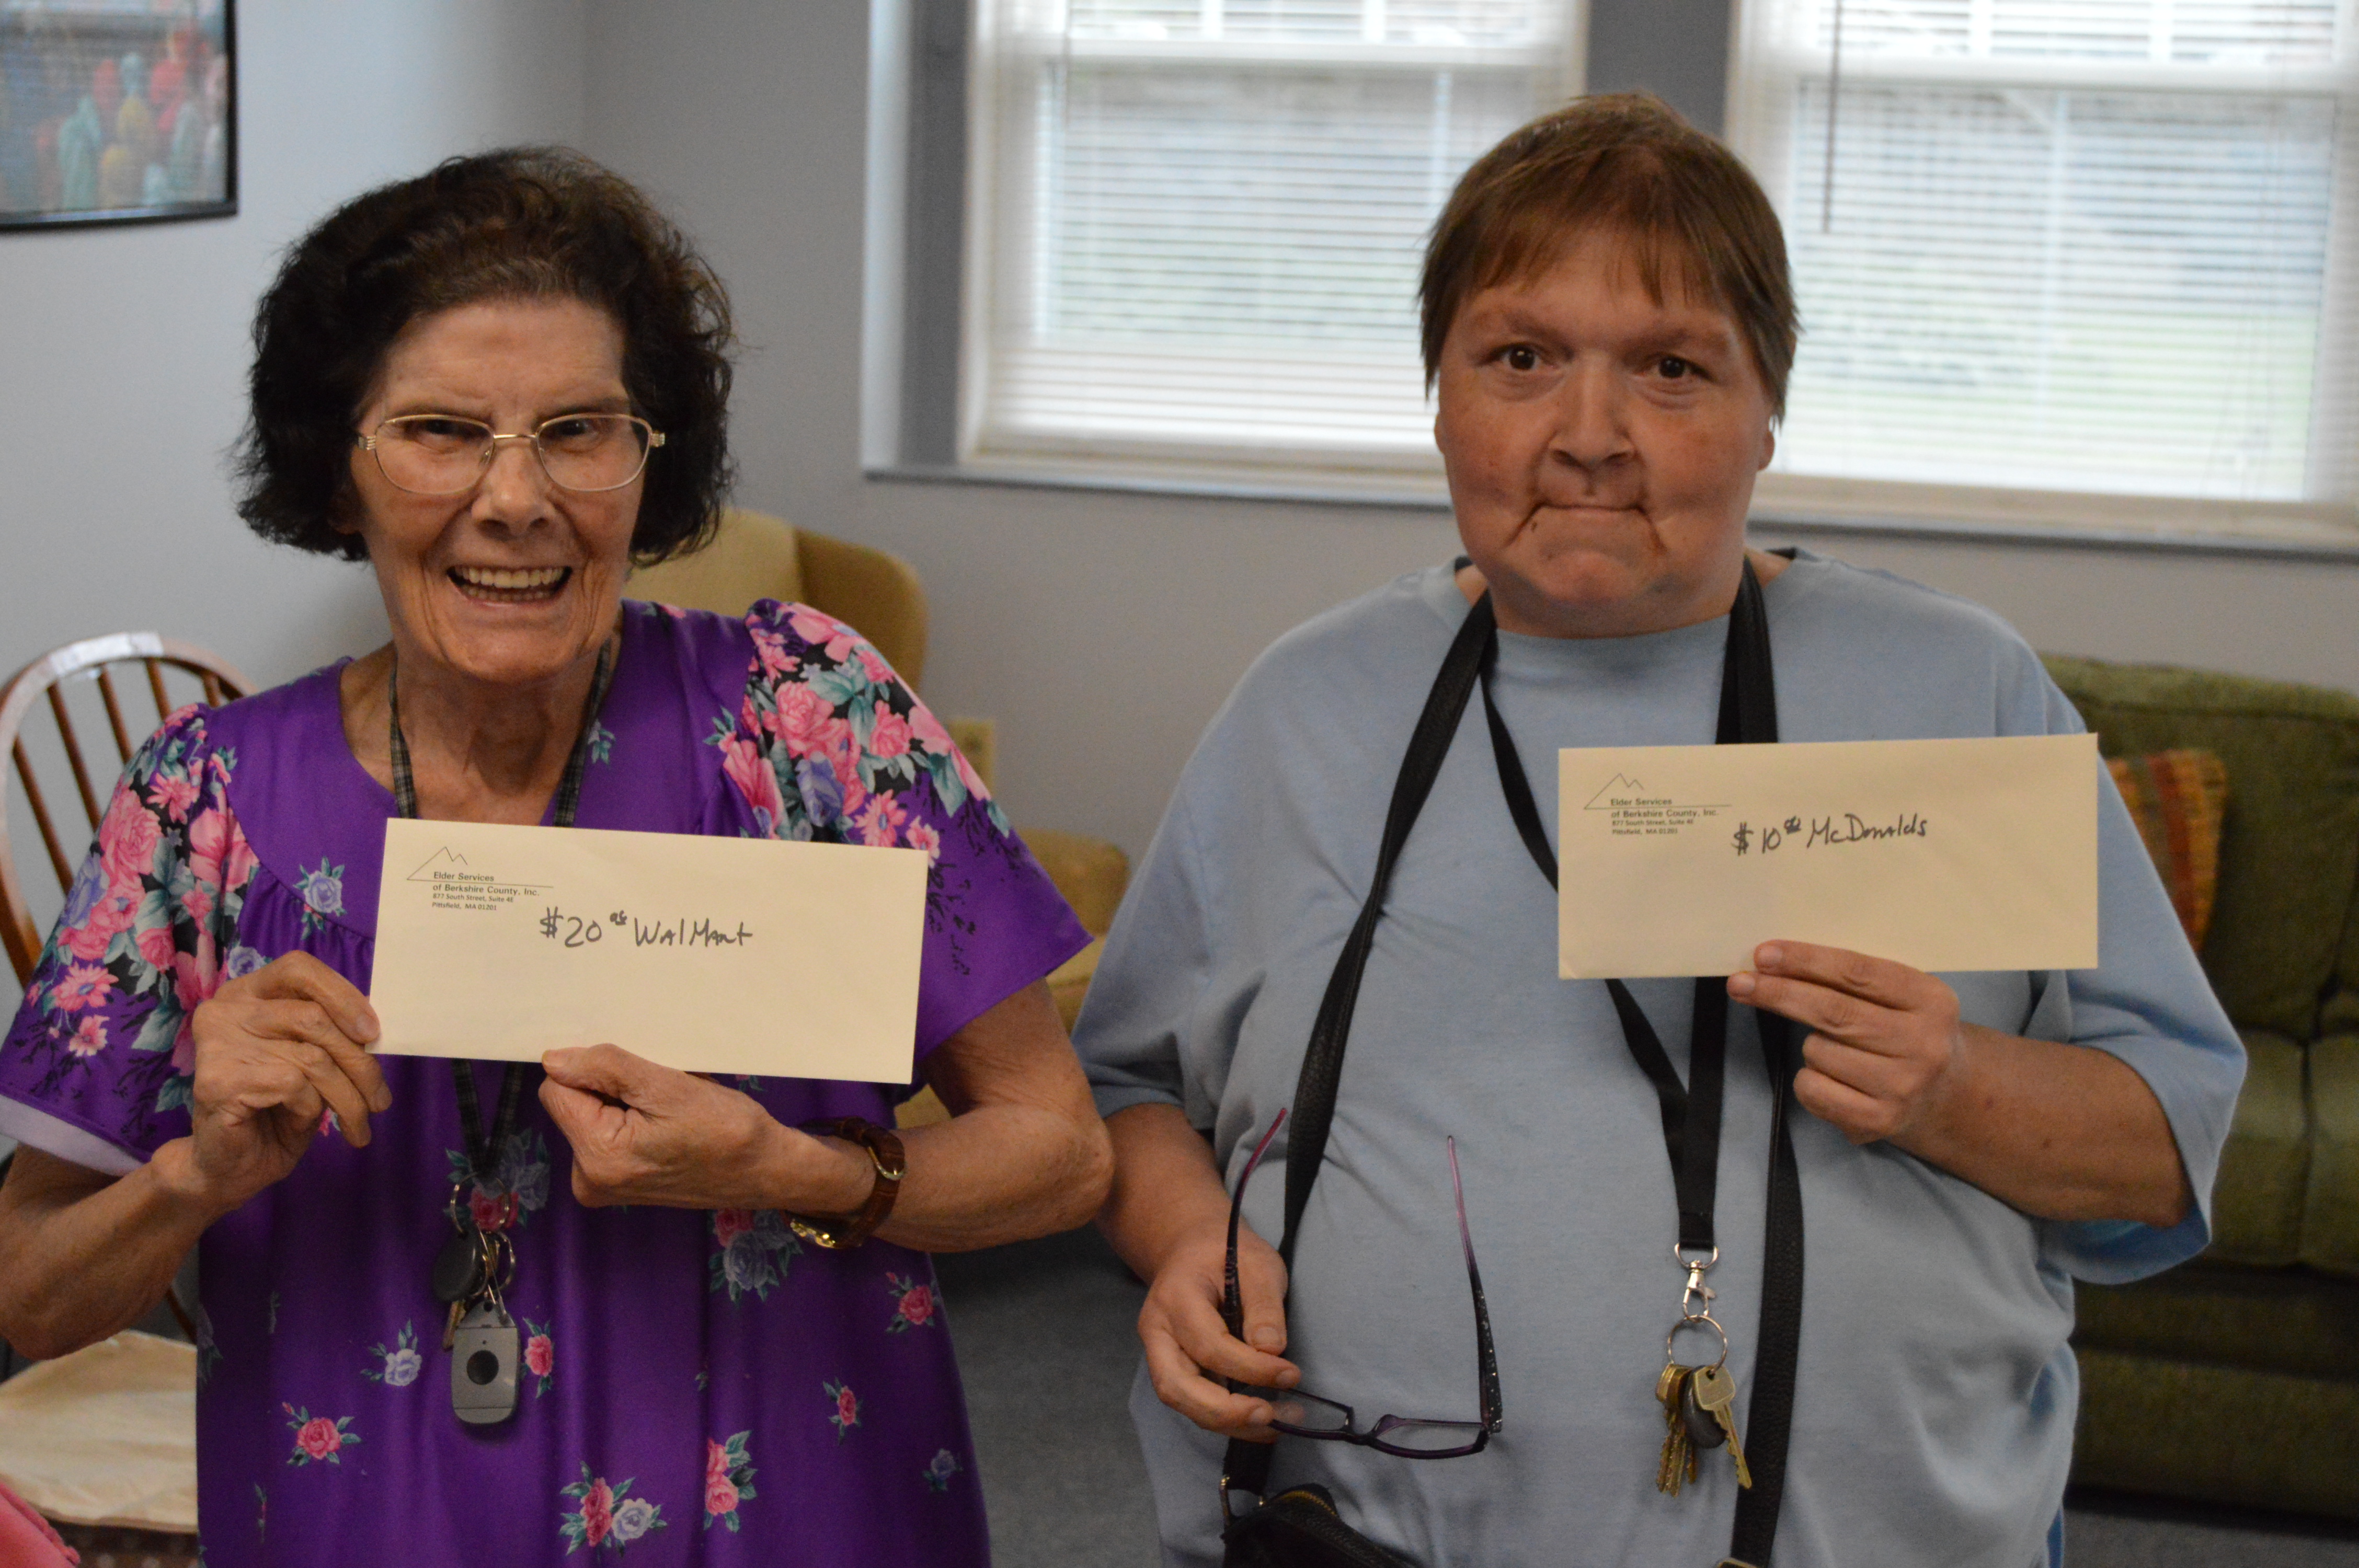 Elder Services
of Berkshire County, Inc.
877 South Street, Suite 4E
Pittsfield, MA 01201
$20 00 WalMart
Elder Services
of Berkshire County, Inc.
877 South Street, Suite 4E
Pittsfield, MA 01201
$10 00 McDonalds